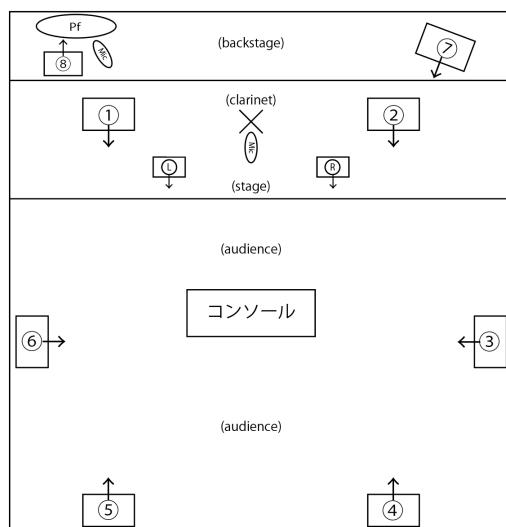 Pf
Mic
⑧
(backstage)
⑦
(clarinet)
①
②
Mic
Ⓛ
Ⓡ
(stage)
(audience)
コンソール
⑥
③
(audience)
⑤
④